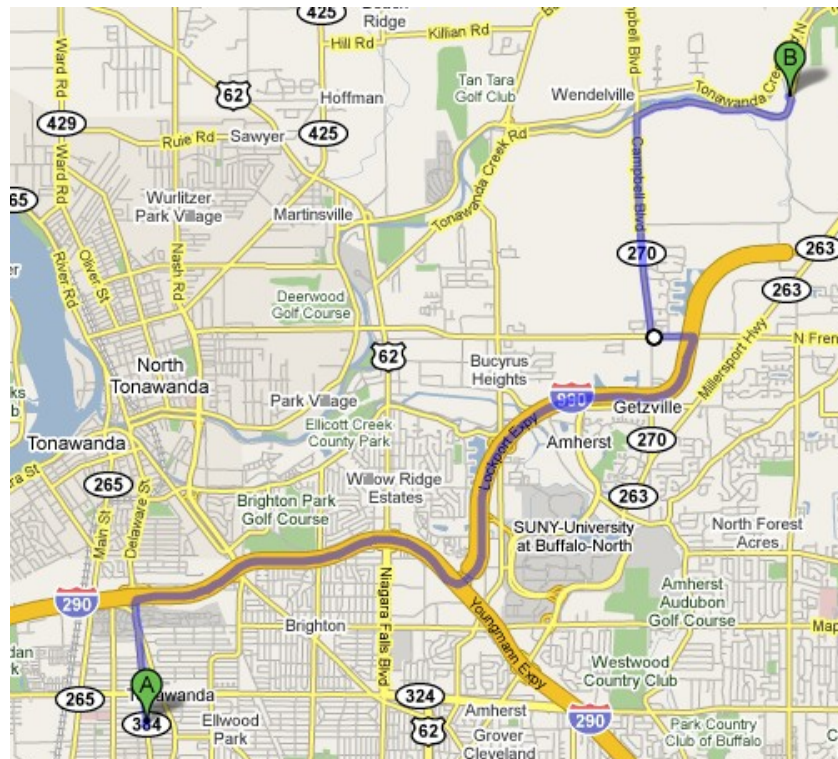 425
Beach
Ridge
Killian Rd
Hill Rd
B
Campbell Blvd
Tonawanda Creek
N
Ward Rd
62
Tan Tara
Golf Club
Hoffman
Wendelville
429
Ruie Rd
Sawyer
425
Tonawanda Creek Rd
Ward Rd
Campbell Blvd
65
Wurlitzer
Park Village
Martinsville
River Rd
Oliver St
Nash Rd
270
263
263
Deerwood
Golf Course
Millersport Hwy
North
Tonawanda
62
Bucyrus
Heights
N Fren
Park Village
990
Getzville
Tonawanda
Ellicott Creek
County Park
Lockport Expy
Amherst
270
265
Willow Ridge
Estates
263
Main St
Delaware St
Brighton Park
Golf Course
SUNY-University
at Buffalo-North
North Forest
Acres
290
Niagara Falls Blvd
Youngmann Expy
Amherst
Audubon
Golf Course
Brighton
Map
Westwood
Country Club
A
265
324
384
Ellwood
Park
62
Amherst
Grover
Cleveland
290
Park Country
Club of Buffalo